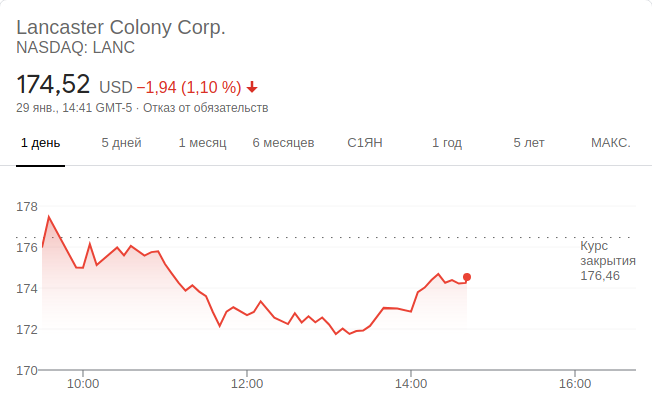 Lancaster Colony Corp.
NASDAQ: LANC
174,52 USD −1,94 (1,10 %) ↓
29 янв., 14:41 GMT-5 · Отказ от обязательств
1 день 5 дней 1 месяц 6 месяцев С1ЯН 1 год 5 лет МАКС.
178
176
174
172
170
Курс
закрытия
176,46
10:00 12:00 14:00 16:00